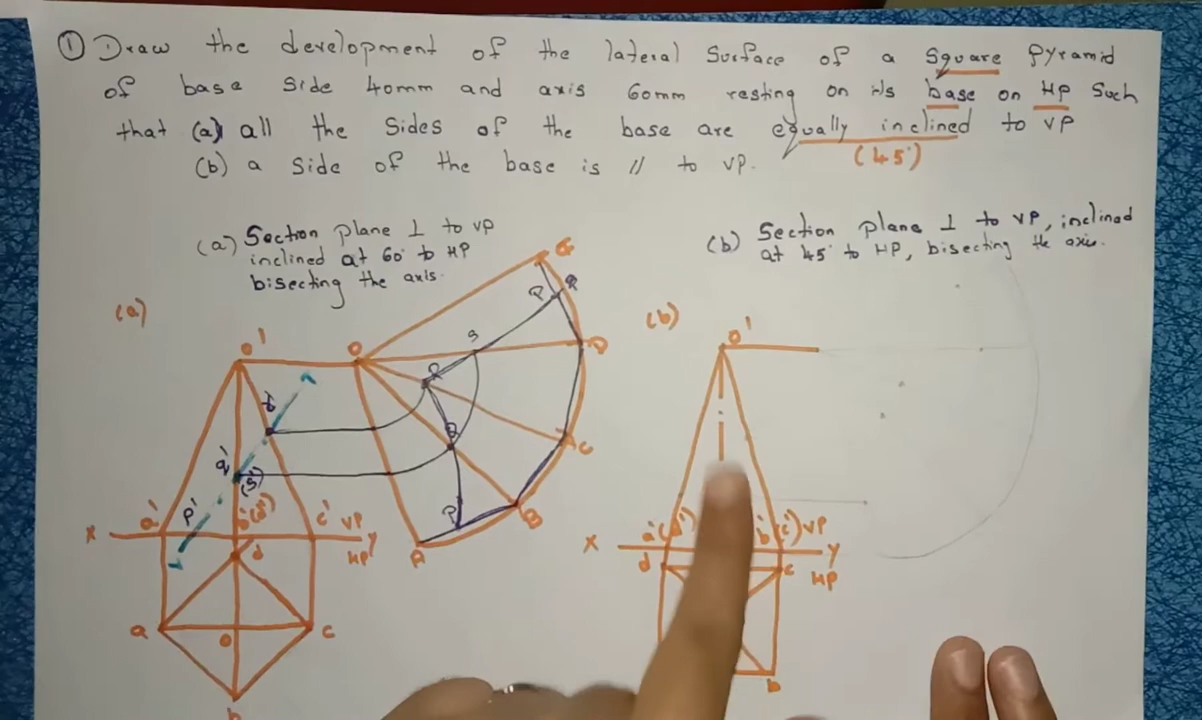 ① Draw the development of the lateral Surface of a Square Pyramid
of base Side 40mm and axis 60mm resting on its base on HP Such
that (a) all the Sides of the base are equally inclined to VP
(45°)
(b) a side of the base is // to VP.
(a) Section plane ⊥ to VP
inclined at 60° to HP
bisecting the axis.
(b) Section plane ⊥ to VP, inclined
at 45° to HP, bisecting the axis.
(a)
o'
O
A
B
C
D
P
Q
R
S
P
R
q'
(s')
p'
a'
b'(d')
c'
VP
X
Y
HP
d
a
o
c
b
(b)
o'
a'(d')
b'(c')
VP
X
Y
HP
d
c
b